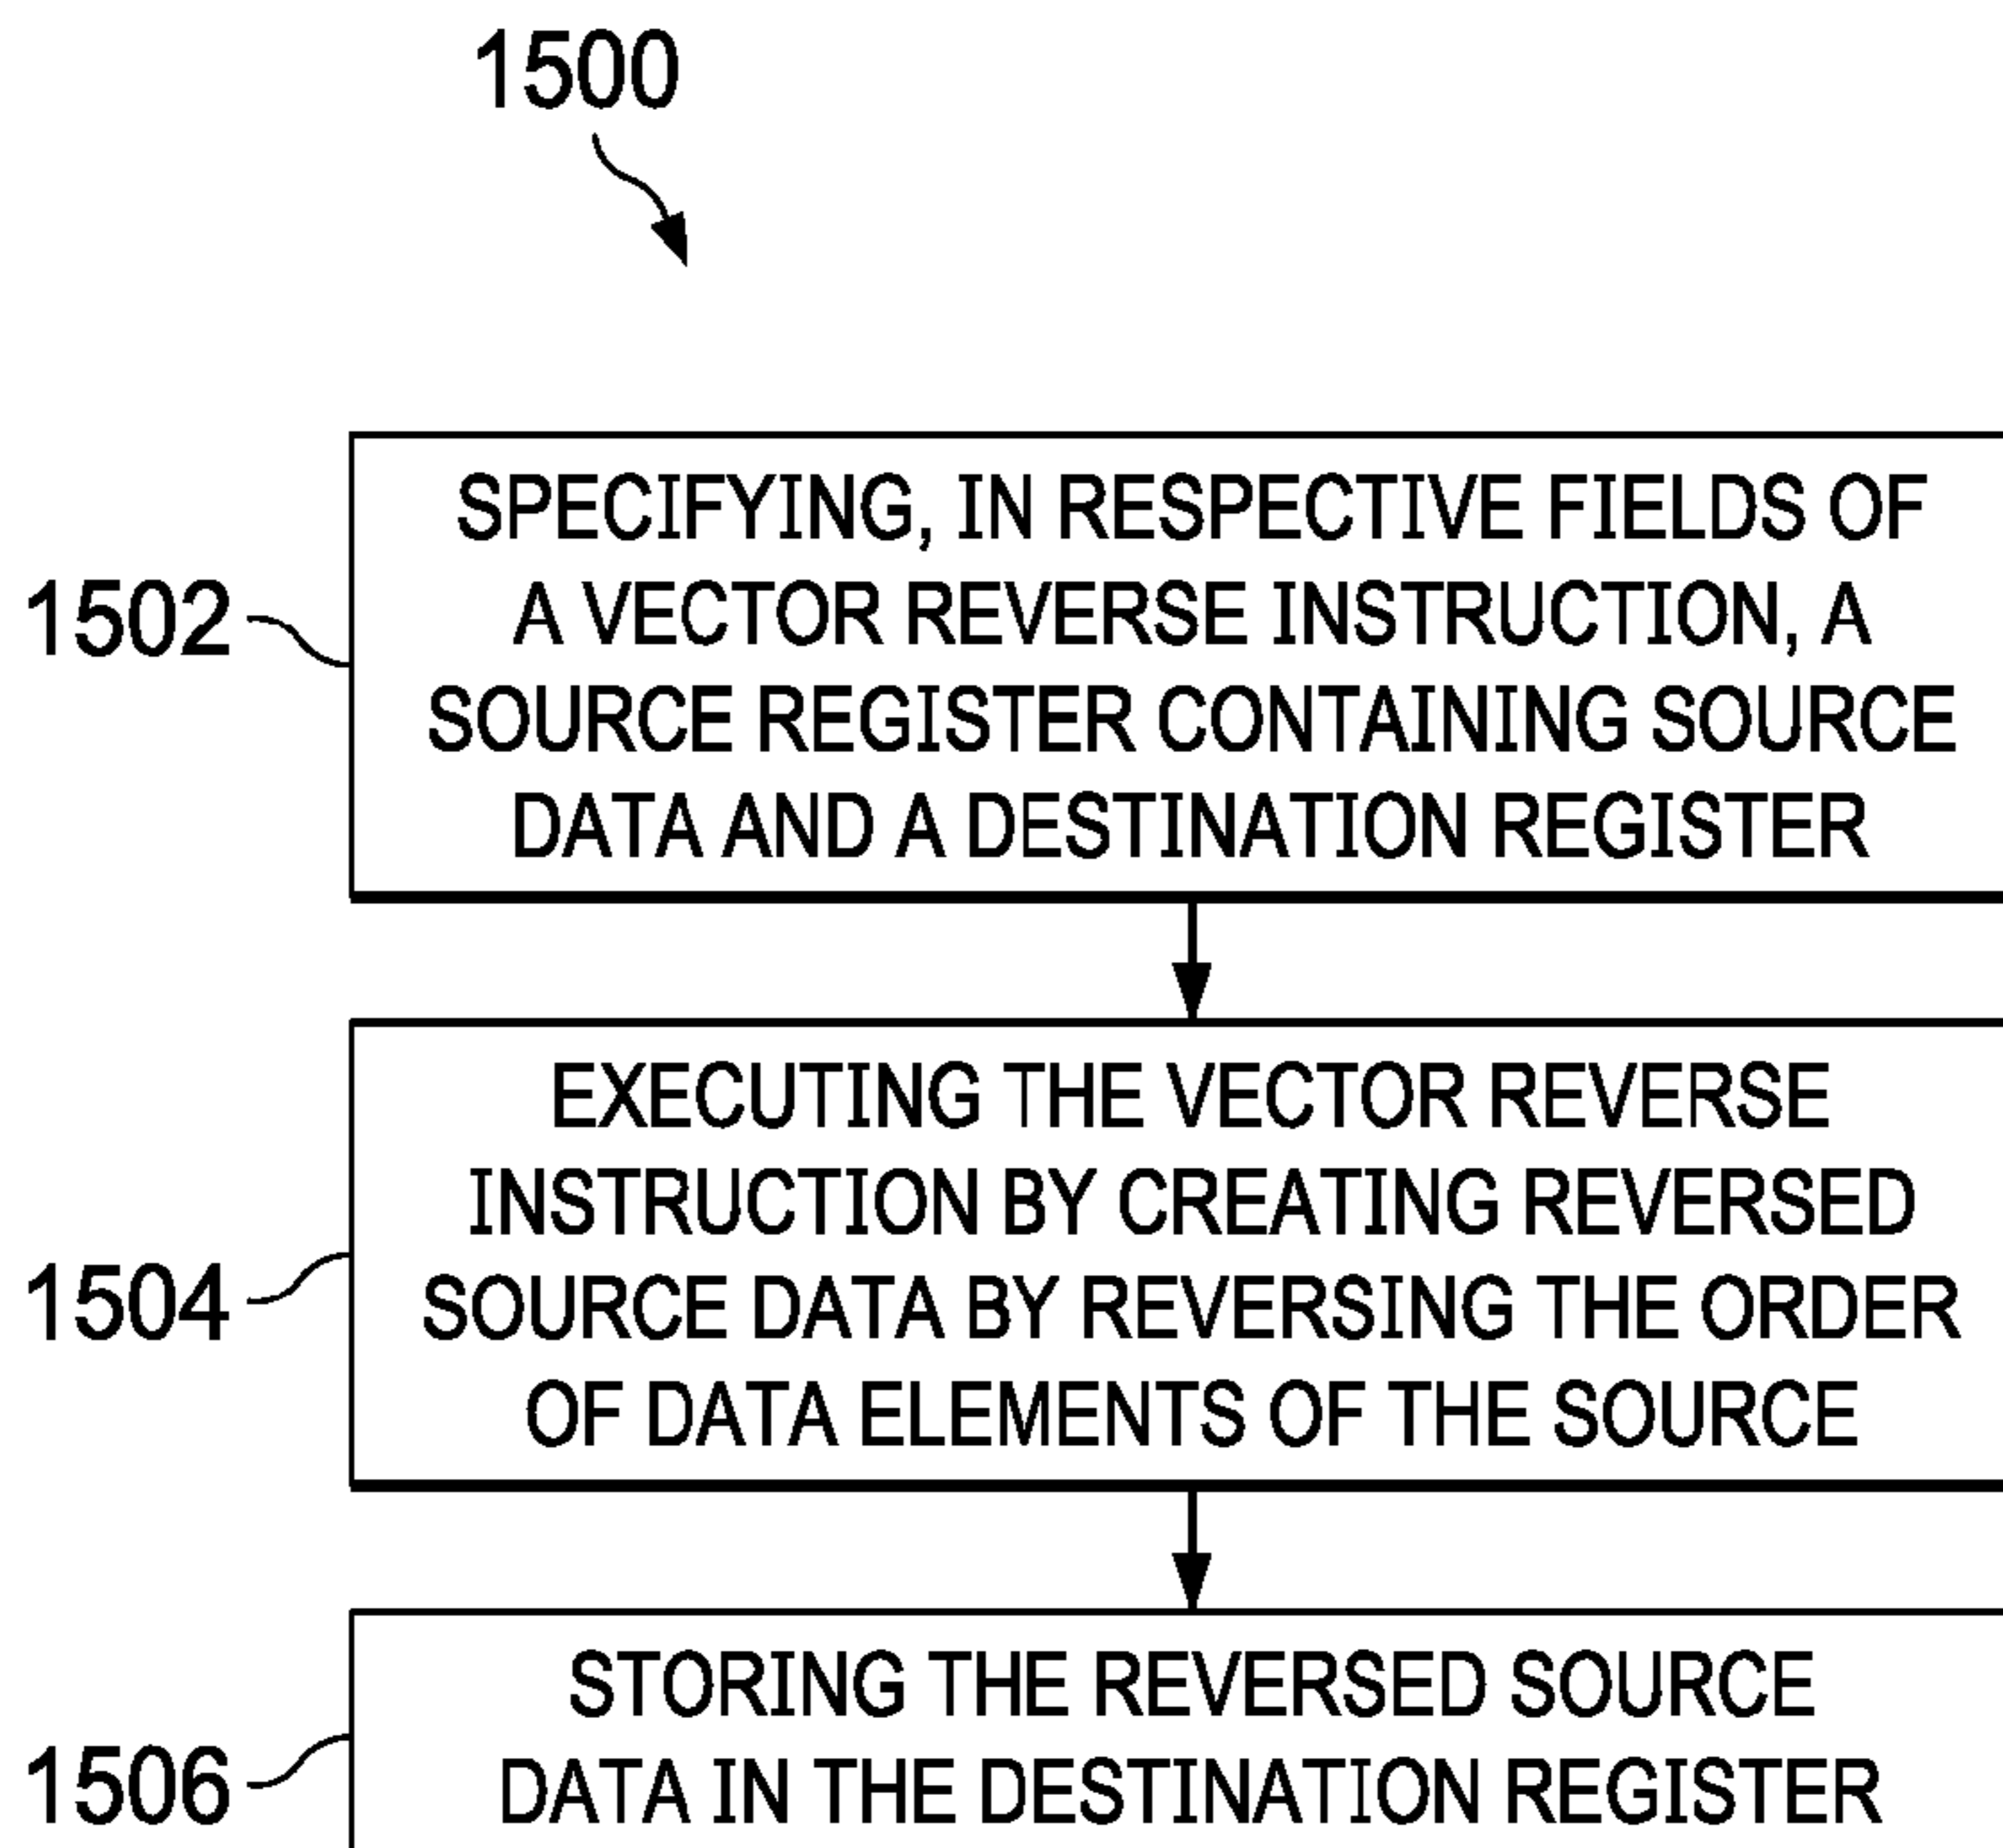 1500
1502
SPECIFYING, IN RESPECTIVE FIELDS OF
A VECTOR REVERSE INSTRUCTION, A
SOURCE REGISTER CONTAINING SOURCE
DATA AND A DESTINATION REGISTER
1504
EXECUTING THE VECTOR REVERSE
INSTRUCTION BY CREATING REVERSED
SOURCE DATA BY REVERSING THE ORDER
OF DATA ELEMENTS OF THE SOURCE
1506
STORING THE REVERSED SOURCE
DATA IN THE DESTINATION REGISTER